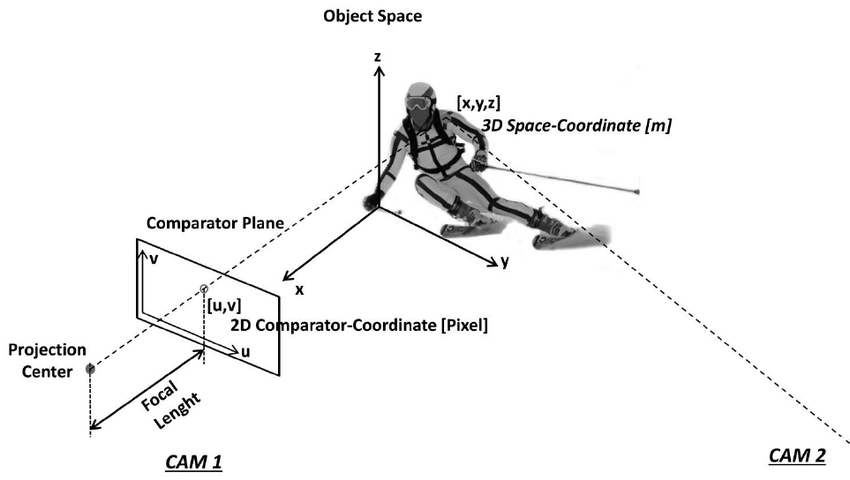 Object Space
z
[x,y,z]
3D Space-Coordinate [m]
Comparator Plane
v
y
x
[u,v]
2D Comparator-Coordinate [Pixel]
u
Projection
Center
Focal
Lenght
CAM 1
CAM 2